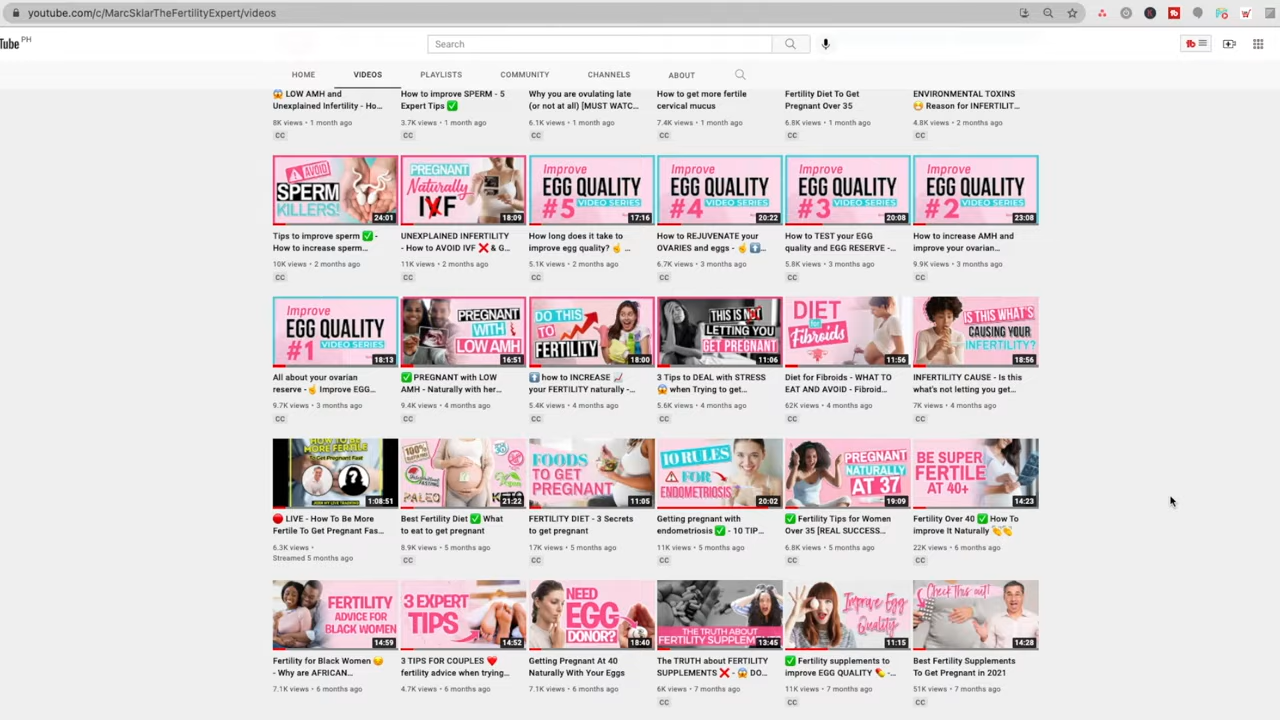 youtube.com/c/MarcSklarTheFertilityExpert/videos
Tube PH
Search
HOME VIDEOS PLAYLISTS COMMUNITY CHANNELS ABOUT
😱 LOW AMH and
Unexplained Infertility - Ho...
8K views • 1 month ago
CC
How to improve SPERM - 5
Expert Tips ✅
3.7K views • 1 month ago
CC
Why you are ovulating late
(or not at all) [MUST WATC...
6.1K views • 1 month ago
CC
How to get more fertile
cervical mucus
7.4K views • 1 month ago
CC
Fertility Diet To Get
Pregnant Over 35
6.8K views • 1 month ago
CC
ENVIRONMENTAL TOXINS
😷 Reason for INFERTILIT...
4.8K views • 2 months ago
CC
AVOID
SPERM
KILLERS!
24:01
Tips to improve sperm ✅ -
How to increase sperm...
10K views • 2 months ago
CC
PREGNANT
Naturally
IVF
18:09
UNEXPLAINED INFERTILITY
- How to AVOID IVF ❌ & G...
11K views • 2 months ago
CC
Improve
EGG QUALITY
#5 VIDEO SERIES
17:16
How long does it take to
improve egg quality? ☝ ...
5.1K views • 2 months ago
CC
Improve
EGG QUALITY
#4 VIDEO SERIES
20:22
How to REJUVENATE your
OVARIES and eggs - ☝ ⬆...
6.7K views • 3 months ago
CC
Improve
EGG QUALITY
#3 VIDEO SERIES
20:08
How to TEST your EGG
quality and EGG RESERVE -...
5.8K views • 3 months ago
CC
Improve
EGG QUALITY
#2 VIDEO SERIES
23:08
How to increase AMH and
improve your ovarian...
9.9K views • 3 months ago
CC
Improve
EGG QUALITY
#1 VIDEO SERIES
18:13
All about your ovarian
reserve -☝ Improve EGG...
9.7K views • 3 months ago
CC
PREGNANT
WITH
LOW AMH
16:51
✅ PREGNANT with LOW
AMH - Naturally with her...
9.4K views • 4 months ago
CC
DO THIS
TO
FERTILITY
18:00
⬆ how to INCREASE 📈
your FERTILITY naturally -...
5.4K views • 4 months ago
CC
THIS IS NOT
LETTING YOU
GET PREGNANT
11:06
3 Tips to DEAL with STRESS
😱 when Trying to get...
5.6K views • 4 months ago
CC
DIET
for
Fibroids
11:56
Diet for Fibroids - WHAT TO
EAT AND AVOID - Fibroid...
62K views • 4 months ago
CC
IS THIS WHAT'S
CAUSING YOUR
INFERTILITY?
18:56
INFERTILITY CAUSE - Is this
what's not letting you get...
7K views • 4 months ago
CC
HOW TO BE
MORE FERTILE
To Get Pregnant Fast
1:08:51
🔴 LIVE - How To Be More
Fertile To Get Pregnant Fas...
6.3K views •
Streamed 5 months ago
PALEO
KETO
21:22
Best Fertility Diet ✅ What
to eat to get pregnant
8.9K views • 5 months ago
CC
FOODS
TO GET
PREGNANT
11:05
FERTILITY DIET - 3 Secrets
to get pregnant
17K views • 5 months ago
CC
10 RULES
FOR
ENDOMETRIOSIS
20:02
Getting pregnant with
endometriosis ✅ - 10 TIP...
11K views • 5 months ago
CC
PREGNANT
NATURALLY
AT 37
19:09
✅ Fertility Tips for Women
Over 35 [REAL SUCCESS...
6.8K views • 5 months ago
CC
BE SUPER
FERTILE
AT 40+
14:23
Fertility Over 40 ✅ How To
improve It Naturally 👏👏
22K views • 6 months ago
CC
FERTILITY
ADVICE FOR
BLACK WOMEN
14:59
Fertility for Black Women 😔
- Why are AFRICAN...
7.1K views • 6 months ago
3 EXPERT
TIPS
14:52
3 TIPS FOR COUPLES ❤
fertility advice when trying...
4.7K views • 6 months ago
NEED
EGG
DONOR?
18:40
Getting Pregnant At 40
Naturally With Your Eggs
7.1K views • 6 months ago
THE TRUTH ABOUT
FERTILITY SUPPLEM
13:45
The TRUTH about FERTILITY
SUPPLEMENTS ❌ - 😱 DO...
6K views • 7 months ago
CC
Improve Egg
Quality
11:15
✅ Fertility supplements to
improve EGG QUALITY 💊 -...
11K views • 7 months ago
CC
Check this out!
14:28
Best Fertility Supplements
To Get Pregnant in 2021
51K views • 7 months ago
CC